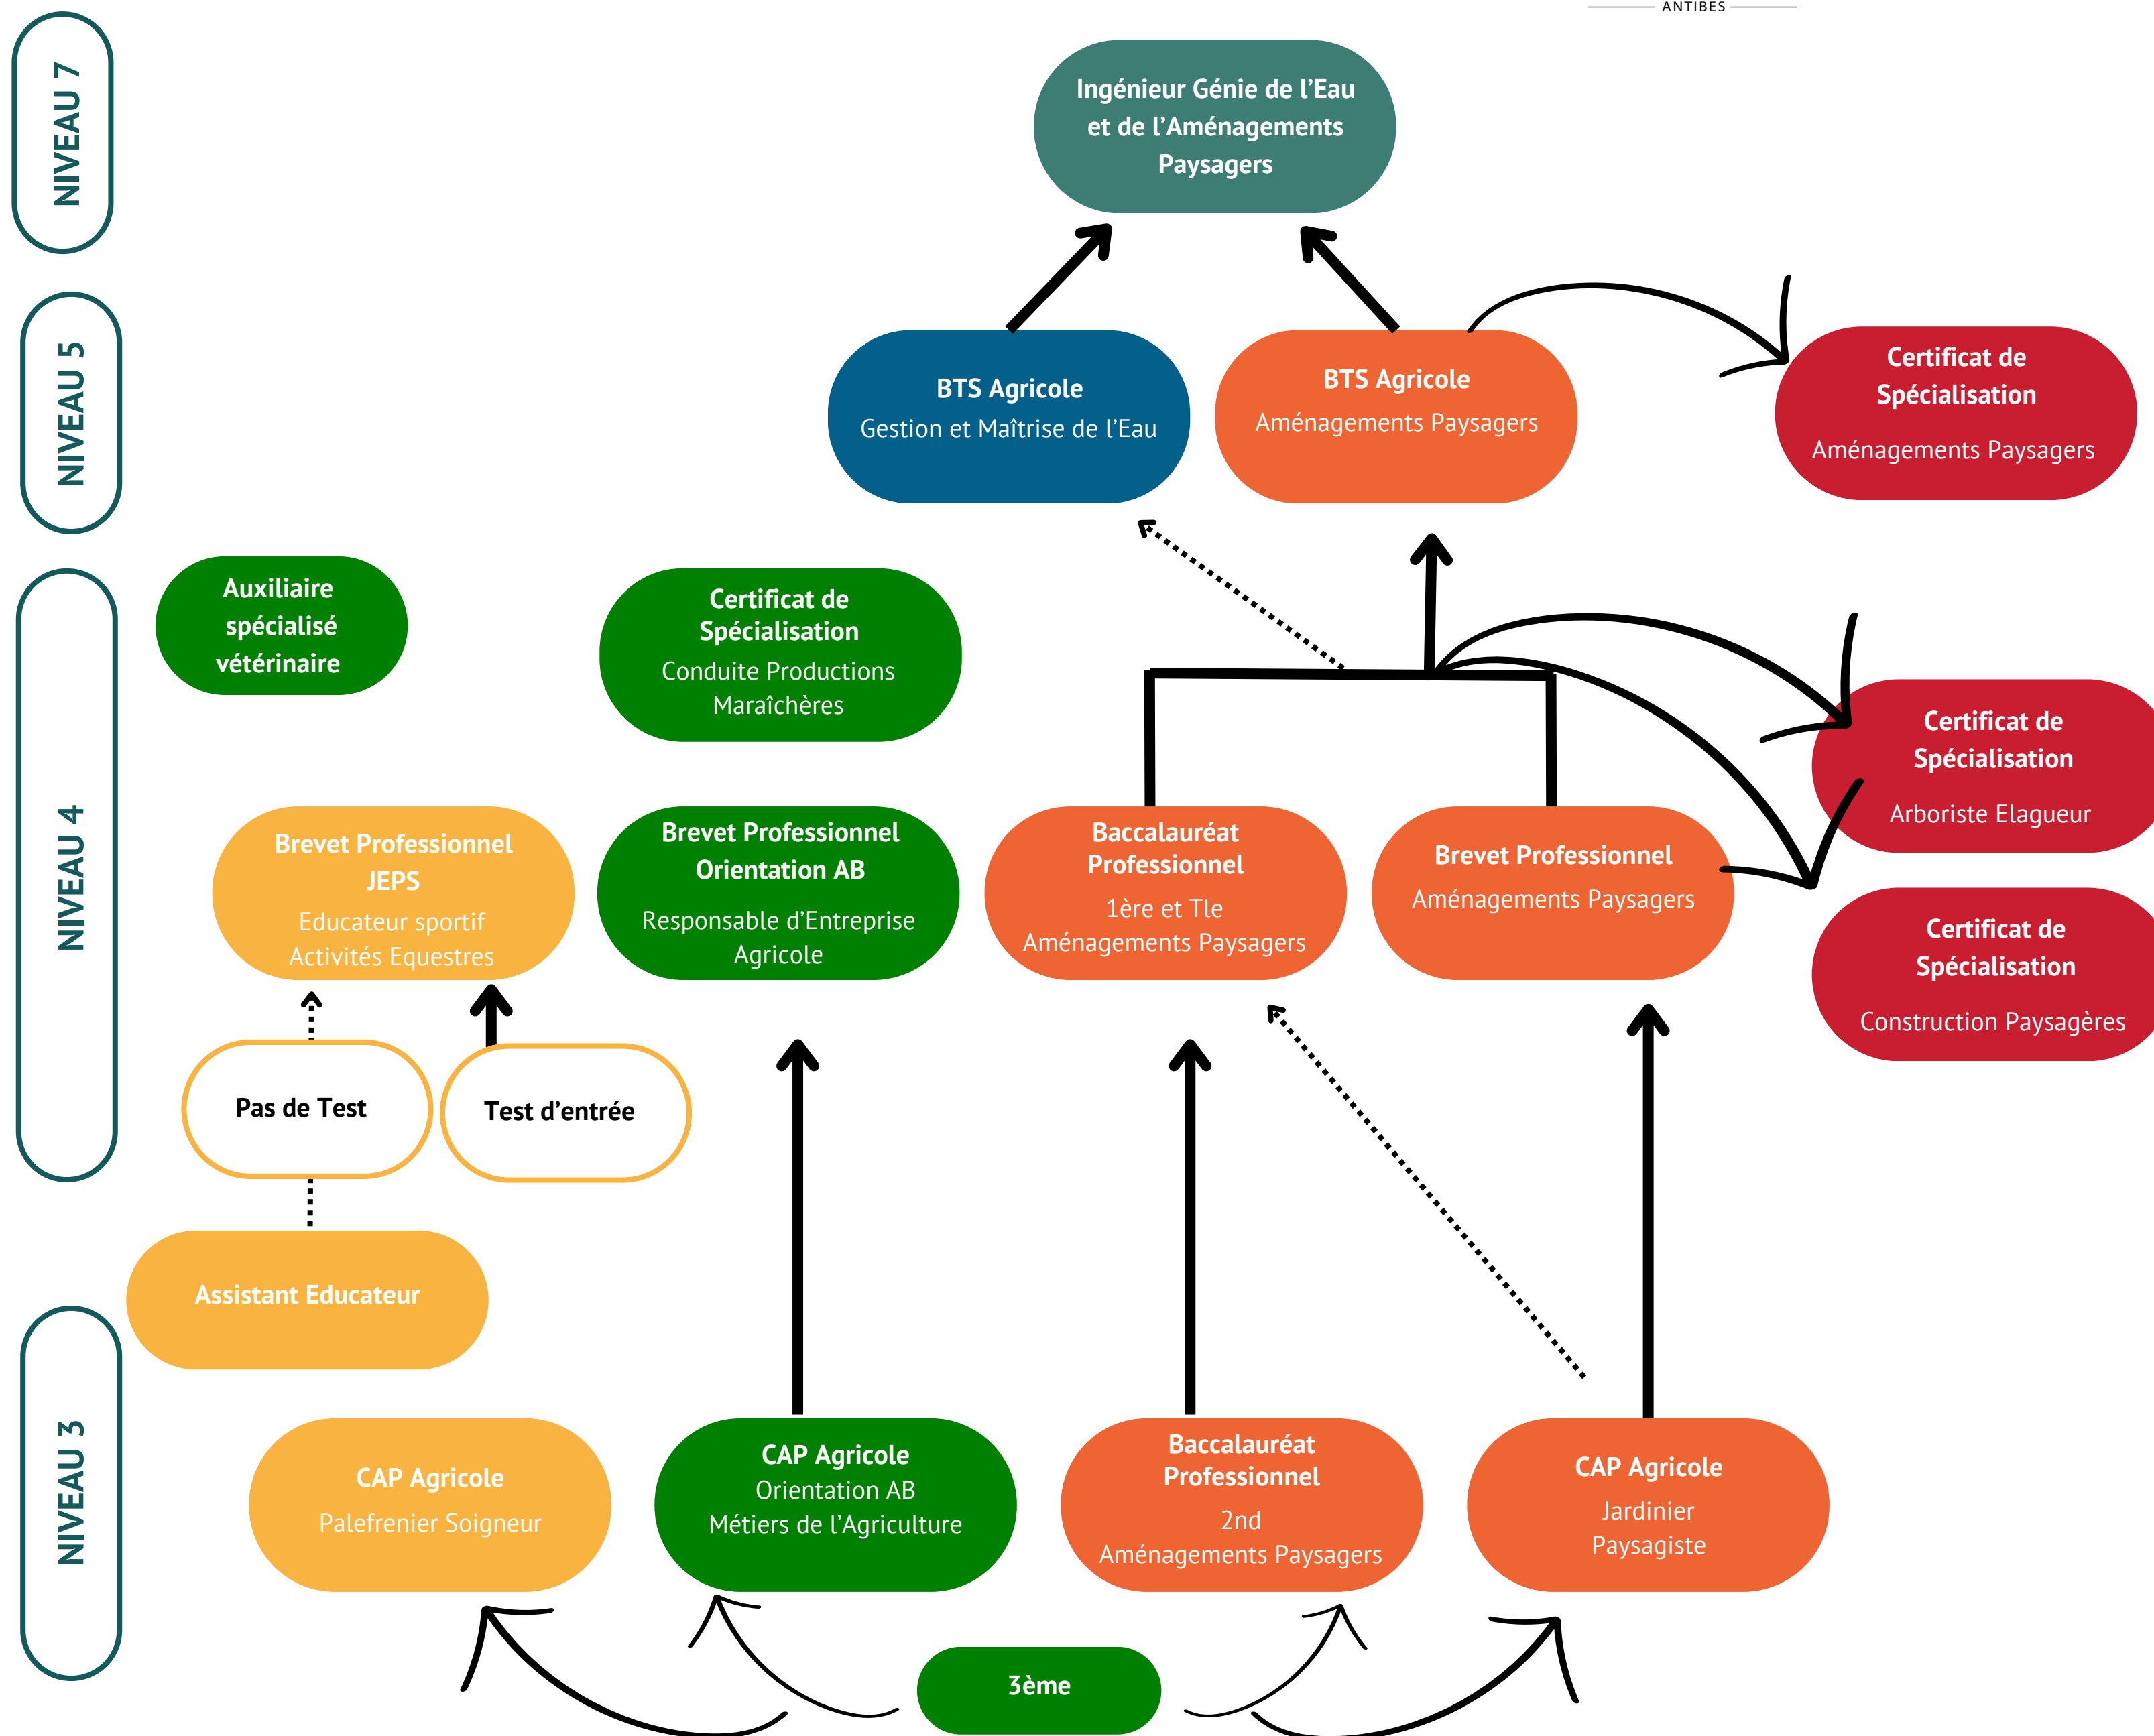 ANTIBES
NIVEAU 7
Ingénieur Génie de l'Eau
et de l'Aménagements
Paysagers
NIVEAU 5
BTS Agricole
Gestion et Maîtrise de l'Eau
BTS Agricole
Aménagements Paysagers
Certificat de
Spécialisation
Aménagements Paysagers
NIVEAU 4
Auxiliaire
spécialisé
vétérinaire
Certificat de
Spécialisation
Conduite Productions
Maraîchères
Certificat de
Spécialisation
Arboriste Elagueur
Brevet Professionnel
JEPS
Educateur sportif
Activités Equestres
Brevet Professionnel
Orientation AB
Responsable d'Entreprise
Agricole
Baccalauréat
Professionnel
1ère et Tle
Aménagements Paysagers
Brevet Professionnel
Aménagements Paysagers
Certificat de
Spécialisation
Construction Paysagères
Pas de Test
Test d'entrée
Assistant Educateur
NIVEAU 3
CAP Agricole
Palefrenier Soigneur
CAP Agricole
Orientation AB
Métiers de l'Agriculture
Baccalauréat
Professionnel
2nd
Aménagements Paysagers
CAP Agricole
Jardinier
Paysagiste
3ème